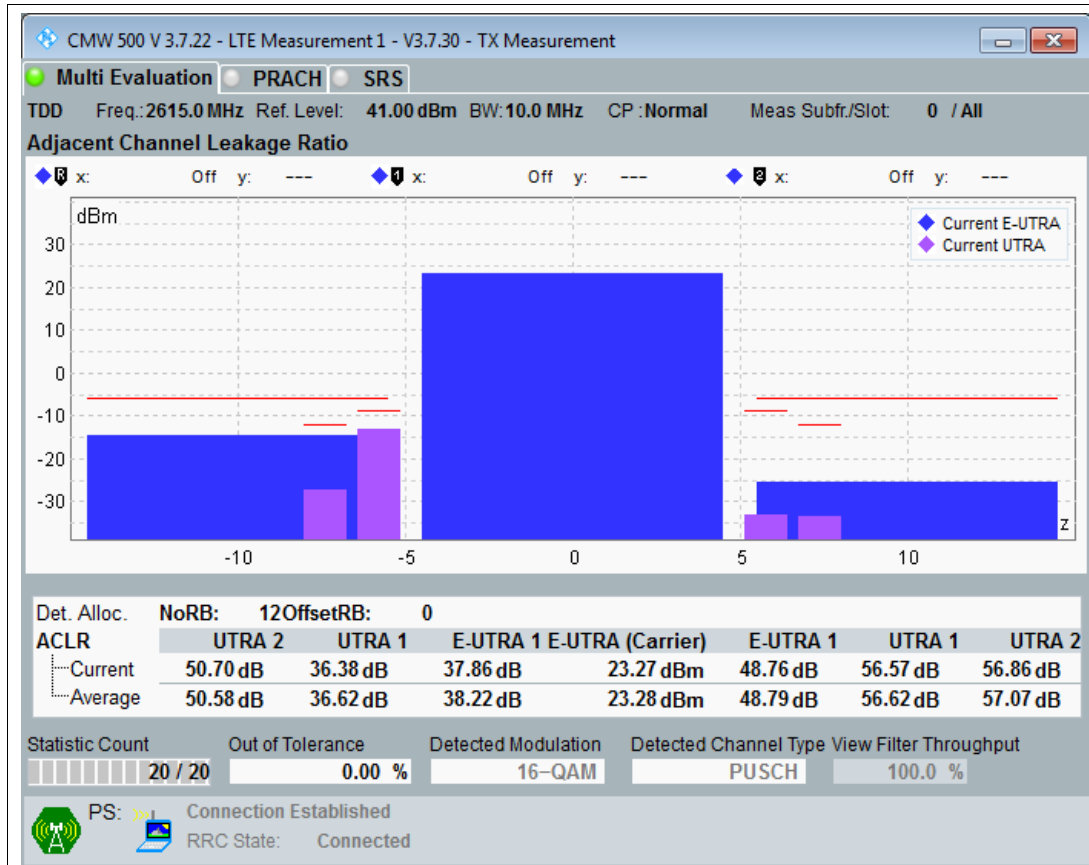 CMW 500 V 3.7.22 - LTE Measurement 1 - V3.7.30 - TX Measurement
Multi Evaluation PRACH SRS
TDD Freq.: 2615.0 MHz Ref. Level: 41.00 dBm BW: 10.0 MHz CP : Normal Meas Subfr./Slot: 0 / All
Adjacent Channel Leakage Ratio
R x: Off y: --- 1 x: Off y: --- 2 x: Off y: ---
dBm
Current E-UTRA
Current UTRA
30
20
10
0
-10
-20
-30
z
-10 -5 0 5 10
Det. Alloc. NoRB: 12 OffsetRB: 0
ACLR UTRA 2 UTRA 1 E-UTRA 1 E-UTRA (Carrier) E-UTRA 1 UTRA 1 UTRA 2
Current 50.70 dB 36.38 dB 37.86 dB 23.27 dBm 48.76 dB 56.57 dB 56.86 dB
Average 50.58 dB 36.62 dB 38.22 dB 23.28 dBm 48.79 dB 56.62 dB 57.07 dB
Statistic Count Out of Tolerance Detected Modulation Detected Channel Type View Filter Throughput
20 / 20 0.00 % 16-QAM PUSCH 100.0 %
PS: Connection Established
RRC State: Connected